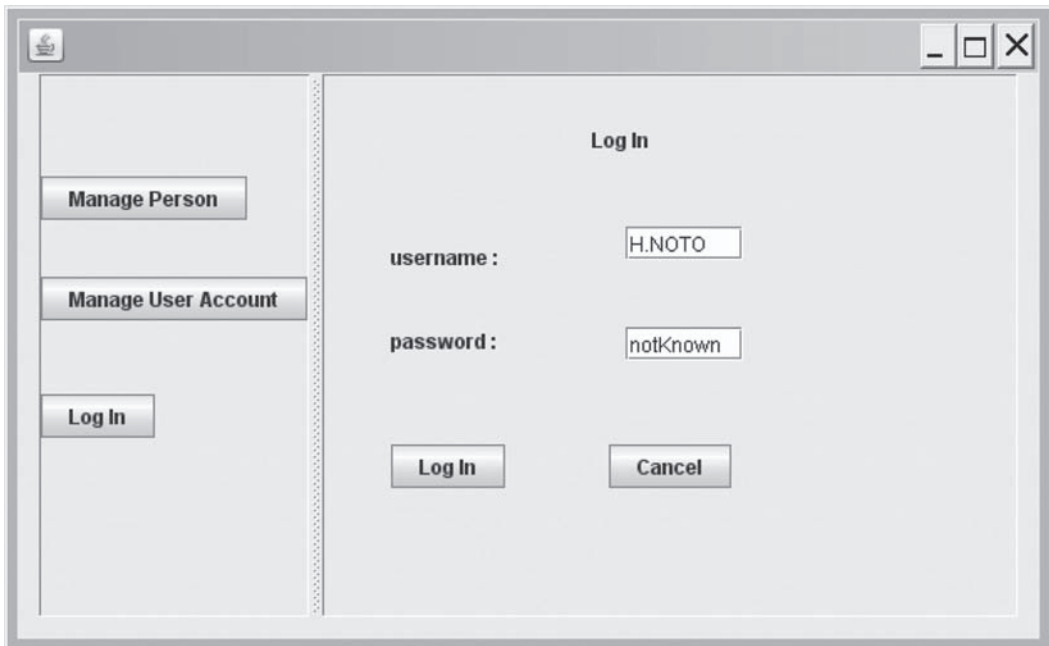 Manage Person
Manage User Account
Log In
Log In
username :
H.NOTO
password :
notKnown
Log In
Cancel